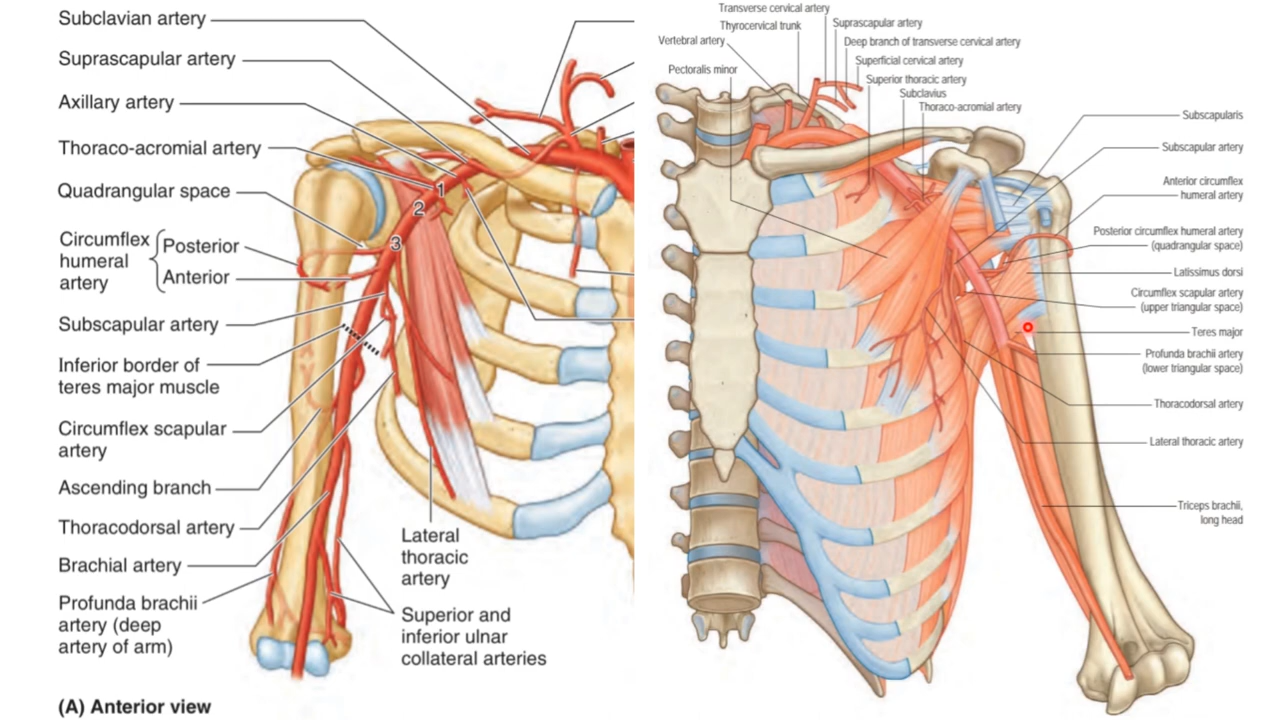 Subclavian artery
Suprascapular artery
Axillary artery
Thoraco-acromial artery
Quadrangular space
Circumflex
humeral
artery
Posterior
Anterior
Subscapular artery
Inferior border of
teres major muscle
Circumflex scapular
artery
Ascending branch
Thoracodorsal artery
Brachial artery
Profunda brachii
artery (deep
artery of arm)
(A) Anterior view
1
2
3
Lateral
thoracic
artery
Superior and
inferior ulnar
collateral arteries
Transverse cervical artery
Thyrocervical trunk
Vertebral artery
Pectoralis minor
Suprascapular artery
Deep branch of transverse cervical artery
Superficial cervical artery
Superior thoracic artery
Subclavius
Thoraco-acromial artery
Subscapularis
Subscapular artery
Anterior circumflex
humeral artery
Posterior circumflex humeral artery
(quadrangular space)
Latissimus dorsi
Circumflex scapular artery
(upper triangular space)
Teres major
Profunda brachii artery
(lower triangular space)
Thoracodorsal artery
Lateral thoracic artery
Triceps brachii,
long head